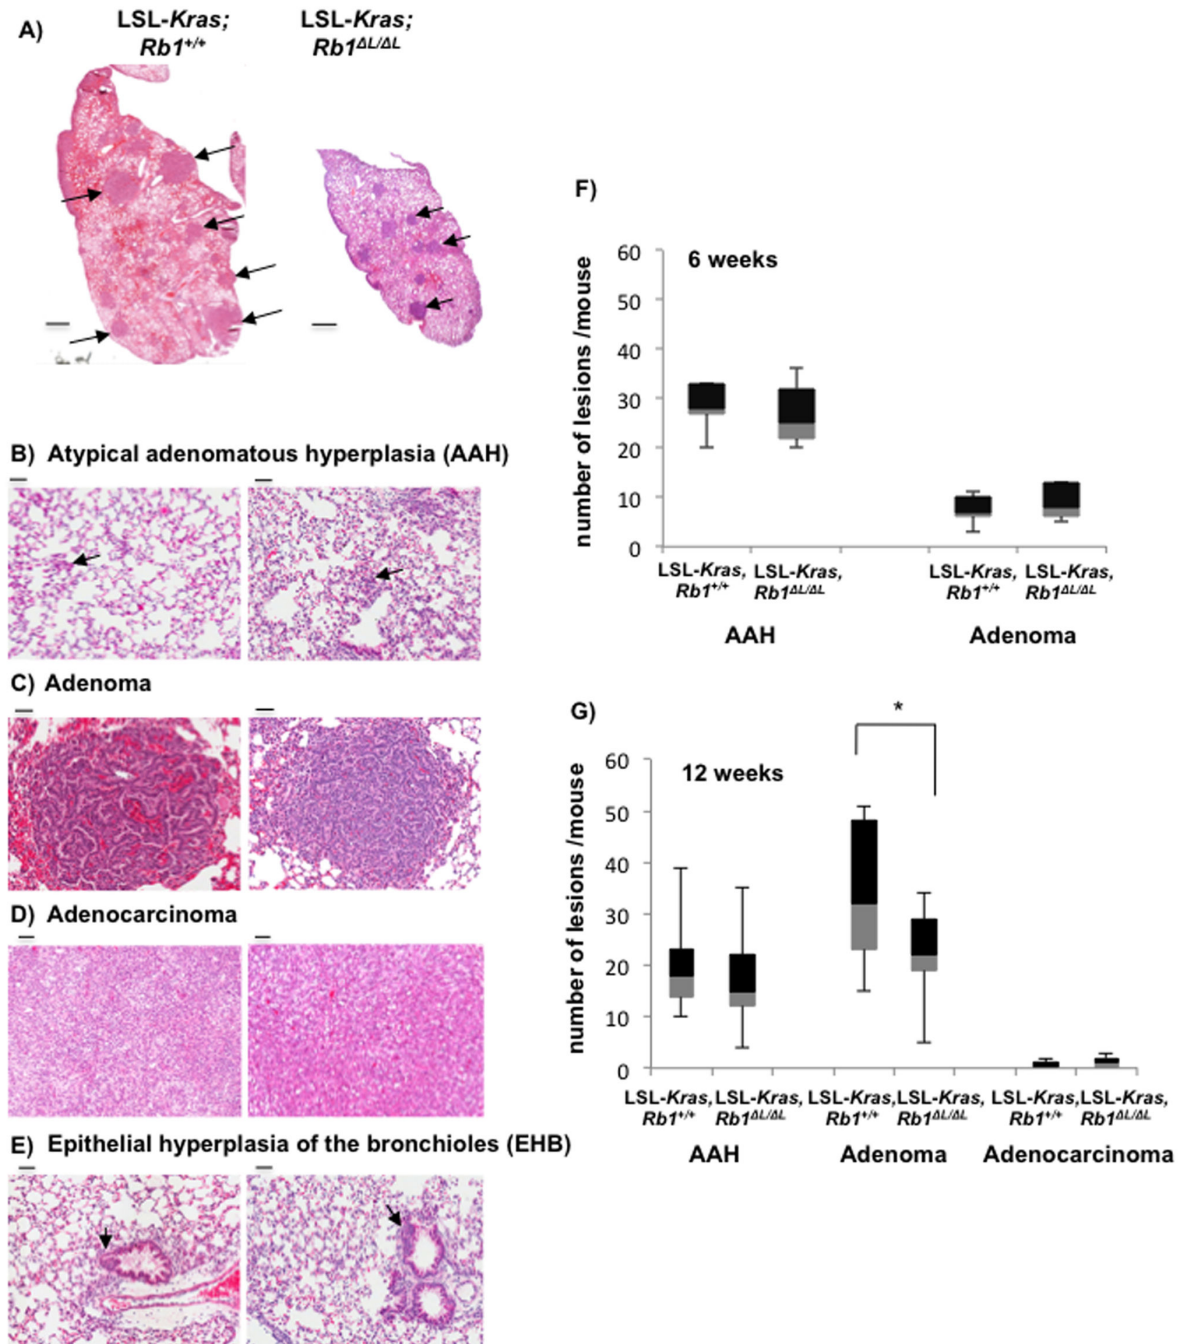 A)
LSL-Kras;
Rb1+/+
LSL-Kras;
Rb1ΔL/ΔL
B) Atypical adenomatous hyperplasia (AAH)
C) Adenoma
D) Adenocarcinoma
E) Epithelial hyperplasia of the bronchioles (EHB)
F)
6 weeks
number of lesions /mouse
60
50
40
30
20
10
0
LSL-Kras,
Rb1+/+
LSL-Kras,
Rb1ΔL/ΔL
LSL-Kras,
Rb1+/+
LSL-Kras,
Rb1ΔL/ΔL
AAH
Adenoma
G)
*
12 weeks
number of lesions /mouse
60
50
40
30
20
10
0
LSL-Kras,
Rb1+/+
LSL-Kras,
Rb1ΔL/ΔL
LSL-Kras,
Rb1+/+
LSL-Kras,
Rb1ΔL/ΔL
LSL-Kras,
Rb1+/+
LSL-Kras,
Rb1ΔL/ΔL
AAH
Adenoma
Adenocarcinoma